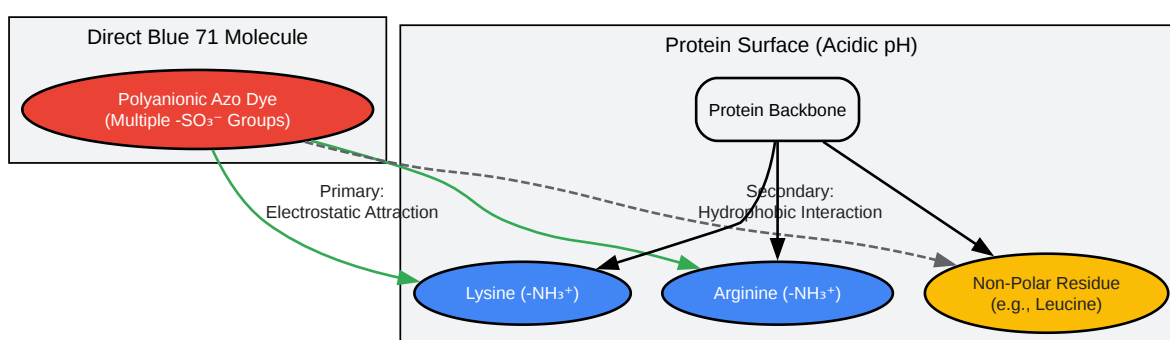 Direct Blue 71 Molecule
Polyanionic Azo Dye
(Multiple -SO₃⁻ Groups)
Protein Surface (Acidic pH)
Protein Backbone
Primary:
Electrostatic Attraction
Secondary:
Hydrophobic Interaction
Lysine (-NH₃⁺)
Arginine (-NH₃⁺)
Non-Polar Residue
(e.g., Leucine)